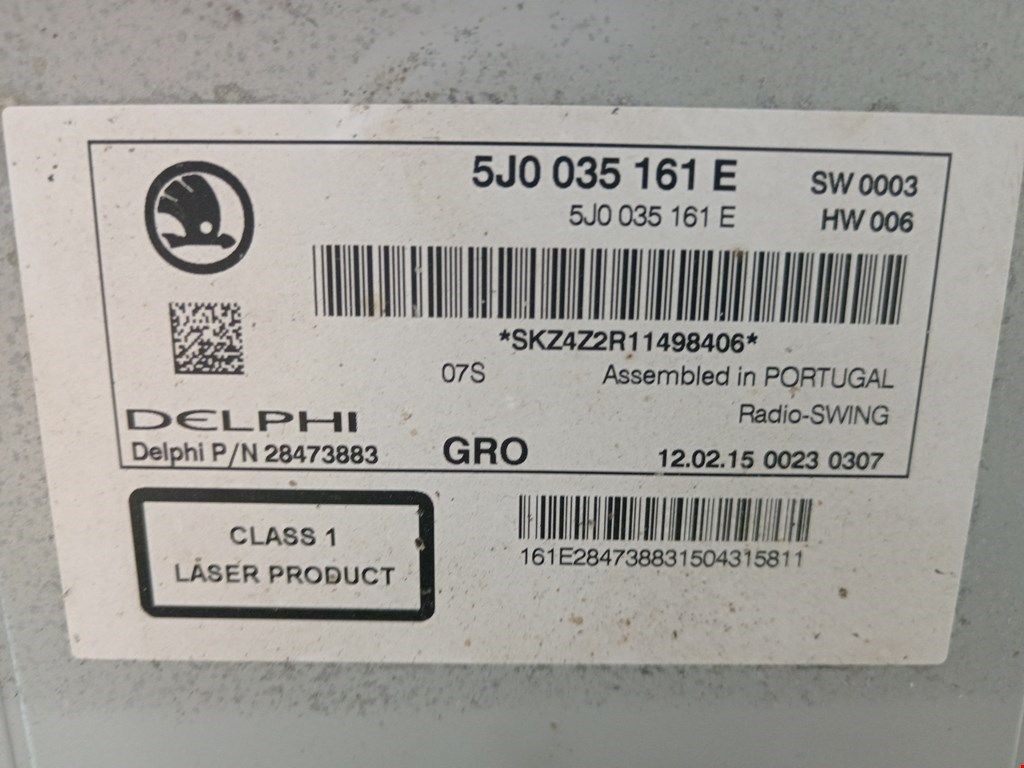 5J0 035 161 E
SW 0003
5J0 035 161 E
HW 006
*SKZ4Z2R11498406*
07S
Assembled in PORTUGAL
Radio-SWING
DELPHI
Delphi P/N 28473883
GRO
12.02.15 0023 0307
CLASS 1
LASER PRODUCT
161E284738831504315811